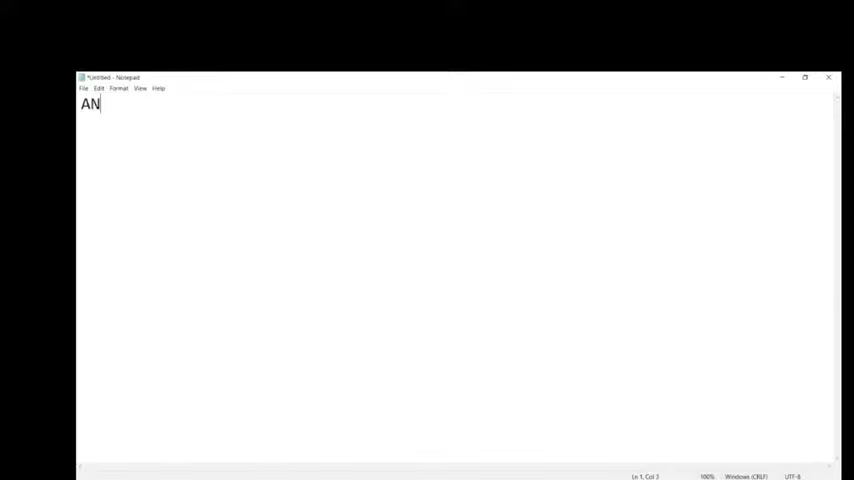 *Untitled - Notepad
File Edit Format View Help
AN
Ln 1, Col 3 100% Windows (CRLF) UTF-8